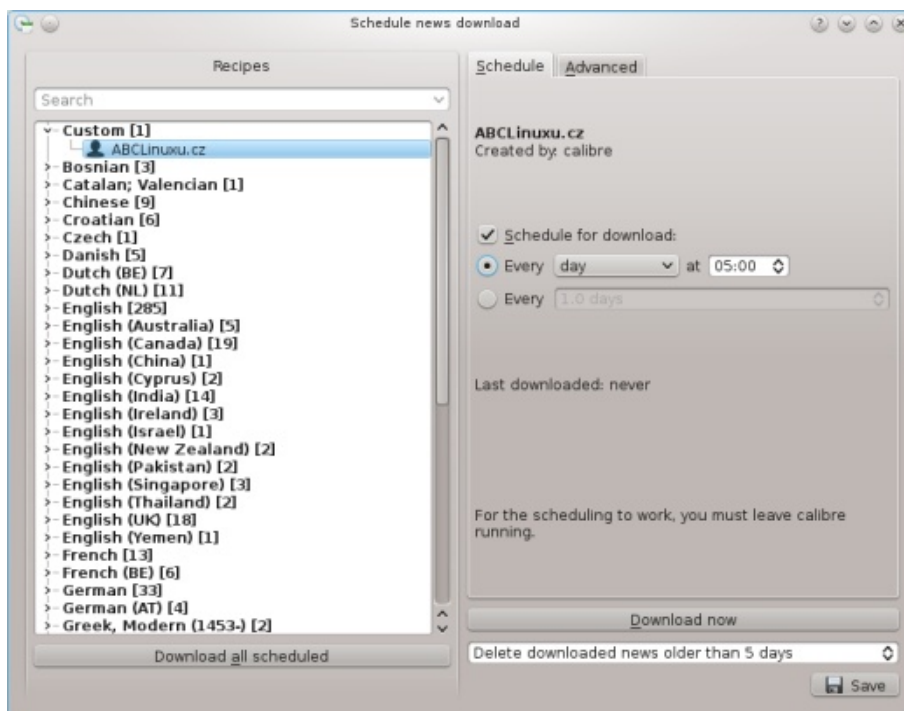 Schedule news download
Recipes
Search
Custom [1]
ABCLinuxu.cz
Bosnian [3]
Catalan; Valencian [1]
Chinese [9]
Croatian [6]
Czech [1]
Danish [5]
Dutch (BE) [7]
Dutch (NL) [11]
English [285]
English (Australia) [5]
English (Canada) [19]
English (China) [1]
English (Cyprus) [2]
English (India) [14]
English (Ireland) [3]
English (Israel) [1]
English (New Zealand) [2]
English (Pakistan) [2]
English (Singapore) [3]
English (Thailand) [2]
English (UK) [18]
English (Yemen) [1]
French [13]
French (BE) [6]
German [33]
German (AT) [4]
Greek, Modern (1453-) [2]
Download all scheduled
Schedule Advanced
ABCLinuxu.cz
Created by: calibre
Schedule for download:
Every day at 05:00
Every 1.0 days
Last downloaded: never
For the scheduling to work, you must leave calibre
running.
Download now
Delete downloaded news older than 5 days
Save